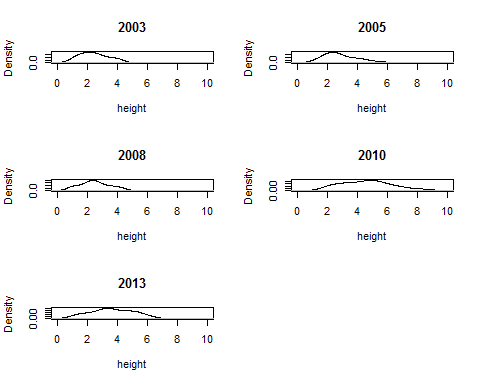 2003
Density
0.0
0 2 4 6 8 10
height
2005
Density
0.0
0 2 4 6 8 10
height
2008
Density
0.0
0 2 4 6 8 10
height
2010
Density
0.00
0 2 4 6 8 10
height
2013
Density
0.00
0 2 4 6 8 10
height